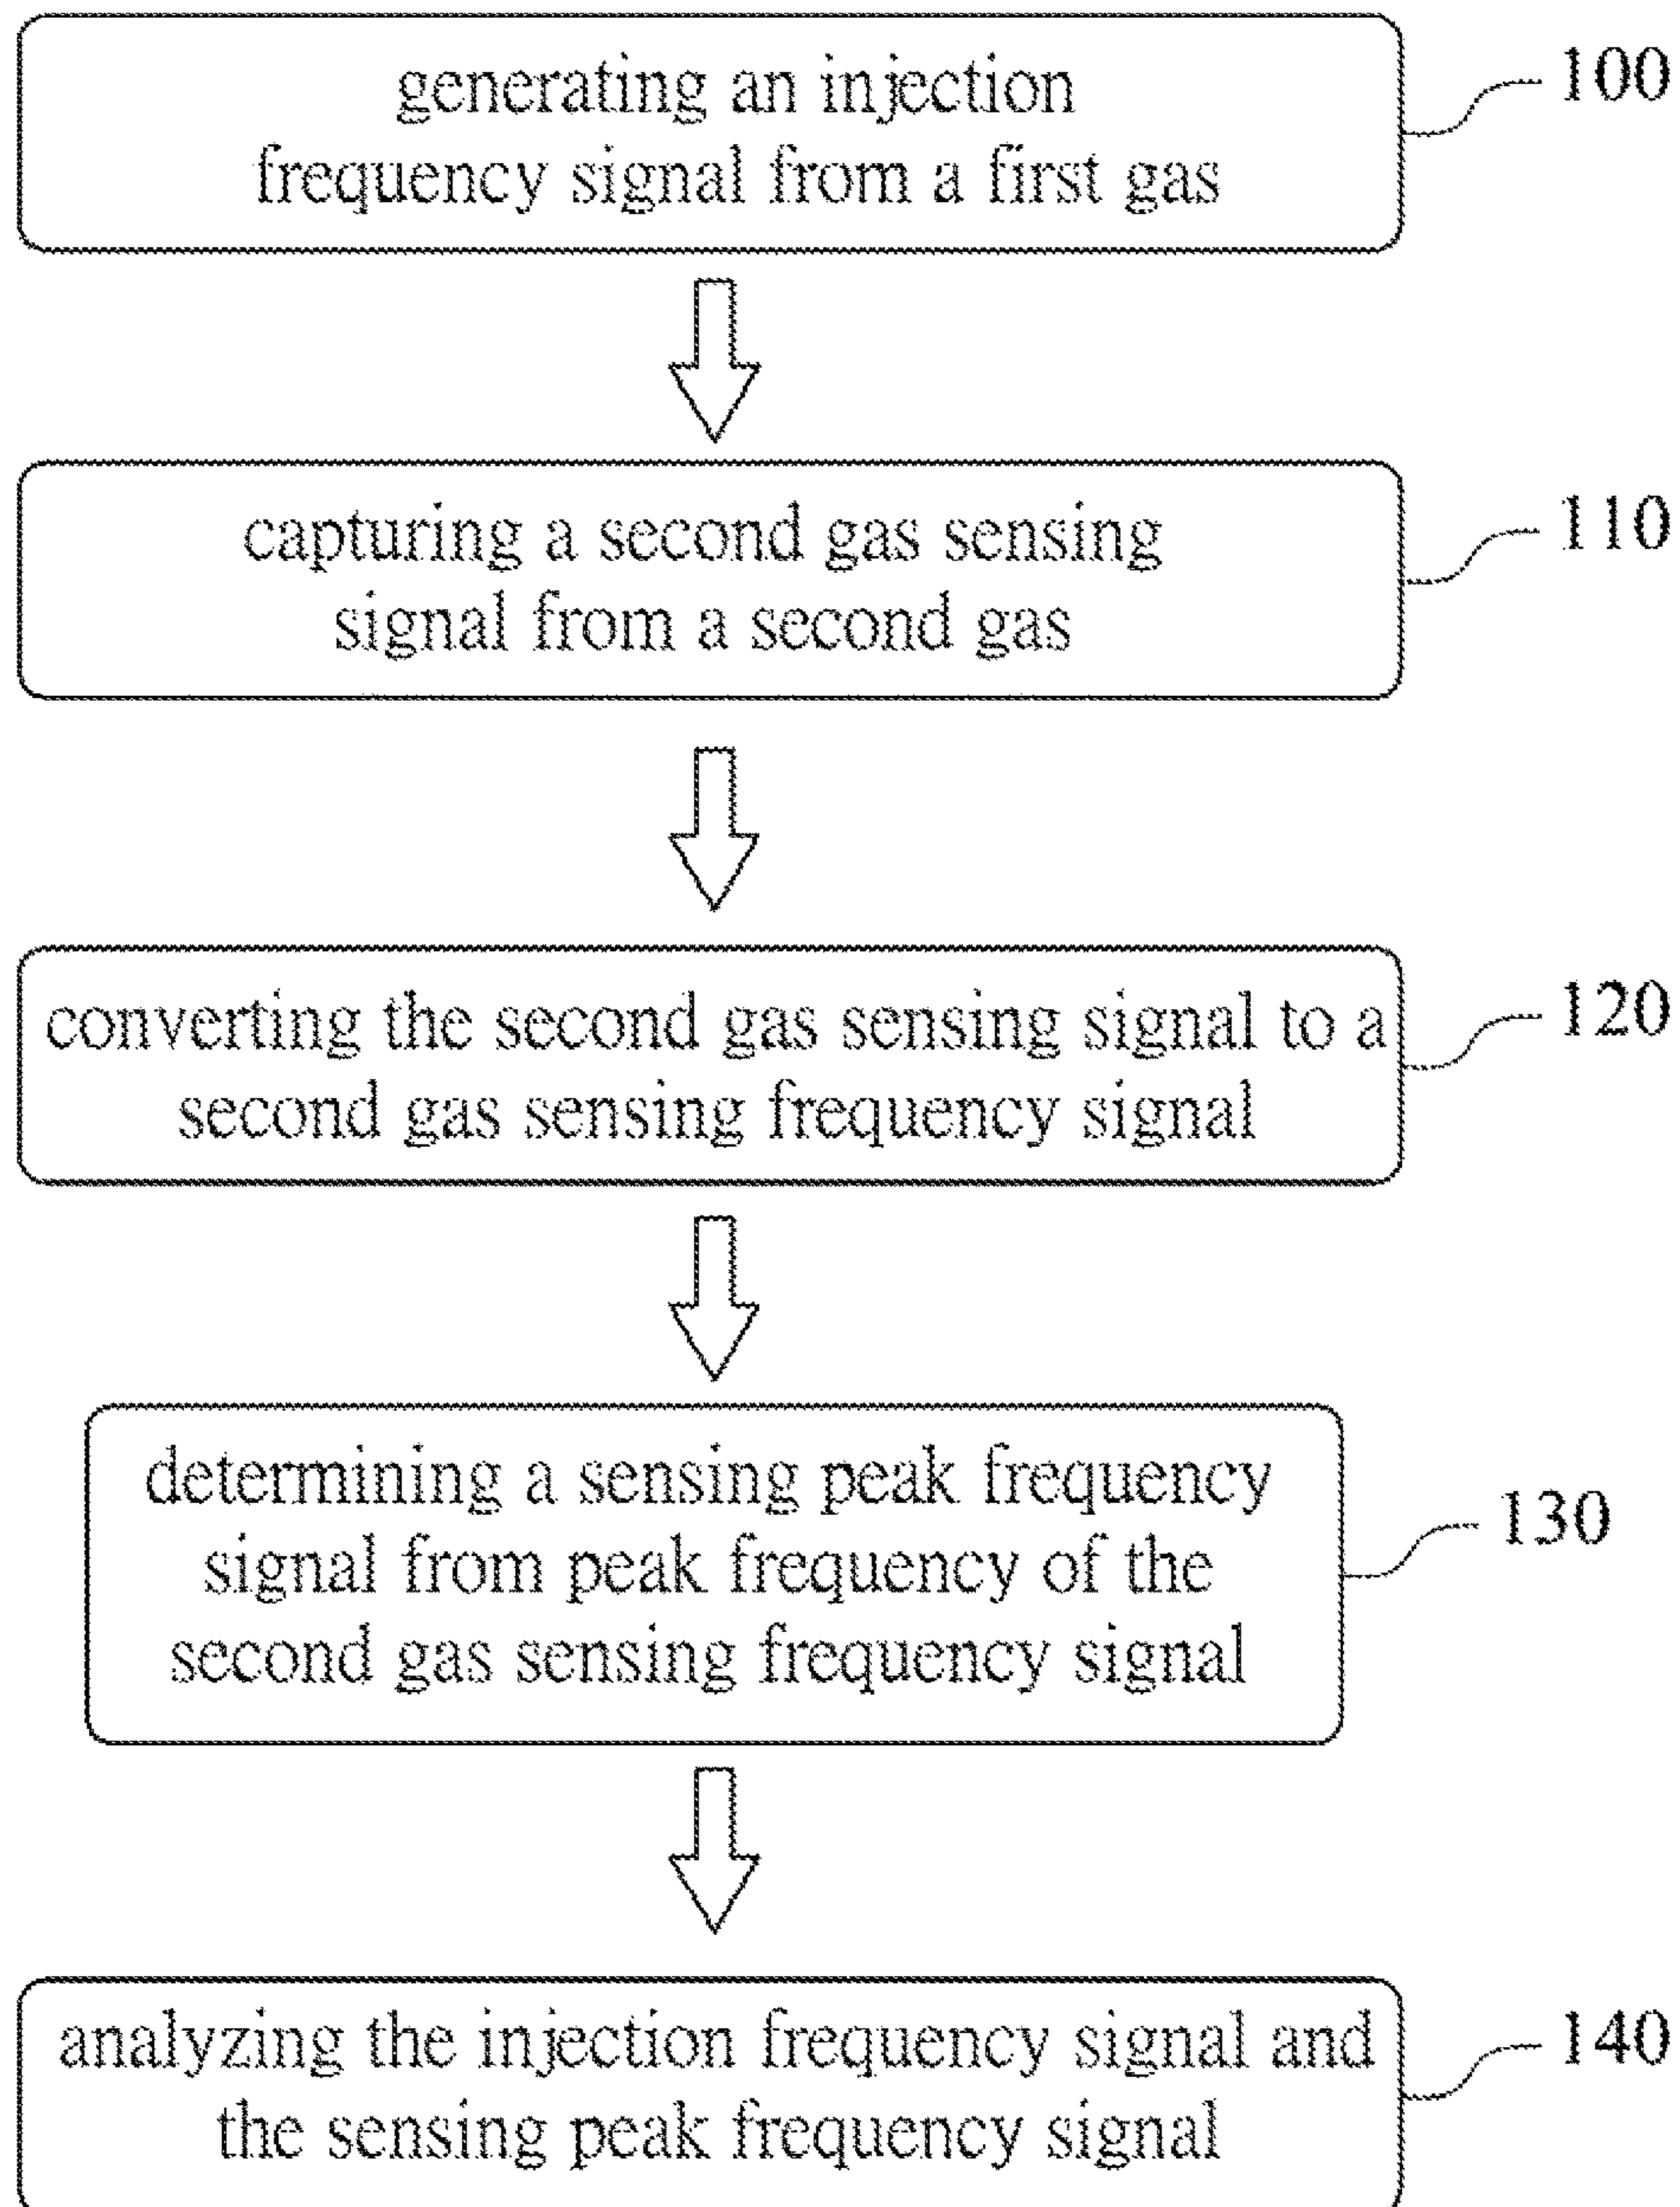 generating an injection
frequency signal from a first gas
100
capturing a second gas sensing
signal from a second gas
110
converting the second gas sensing signal to a
second gas sensing frequency signal
120
determining a sensing peak frequency
signal from peak frequency of the
second gas sensing frequency signal
130
analyzing the injection frequency signal and
the sensing peak frequency signal
140